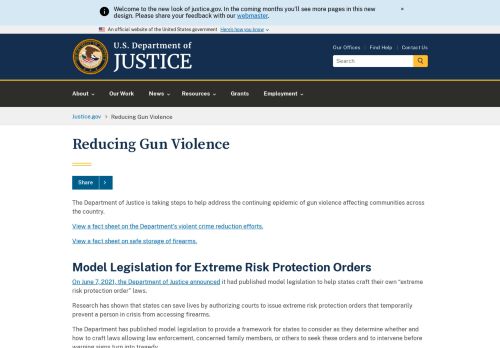 Welcome to the new look of justice.gov. In the coming months you'll see more pages in this new
design. Please share your feedback with our webmaster.
×
An official website of the United States government Here's how you know
U.S. Department of
JUSTICE
Our Offices | Find Help | Contact Us
Search
About
Our Work
News
Resources
Grants
Employment
Justice.gov > Reducing Gun Violence
Reducing Gun Violence
Share >
The Department of Justice is taking steps to help address the continuing epidemic of gun violence affecting communities across
the country.
View a fact sheet on the Department's violent crime reduction efforts.
View a fact sheet on safe storage of firearms.
Model Legislation for Extreme Risk Protection Orders
On June 7, 2021, the Department of Justice announced it had published model legislation to help states craft their own "extreme
risk protection order" laws.
Research has shown that states can save lives by authorizing courts to issue extreme risk protection orders that temporarily
prevent a person in crisis from accessing firearms.
The Department has published model legislation to provide a framework for states to consider as they determine whether and
how to craft laws allowing law enforcement, concerned family members, or others to seek these orders and to intervene before
warning signs turn into tragedy.